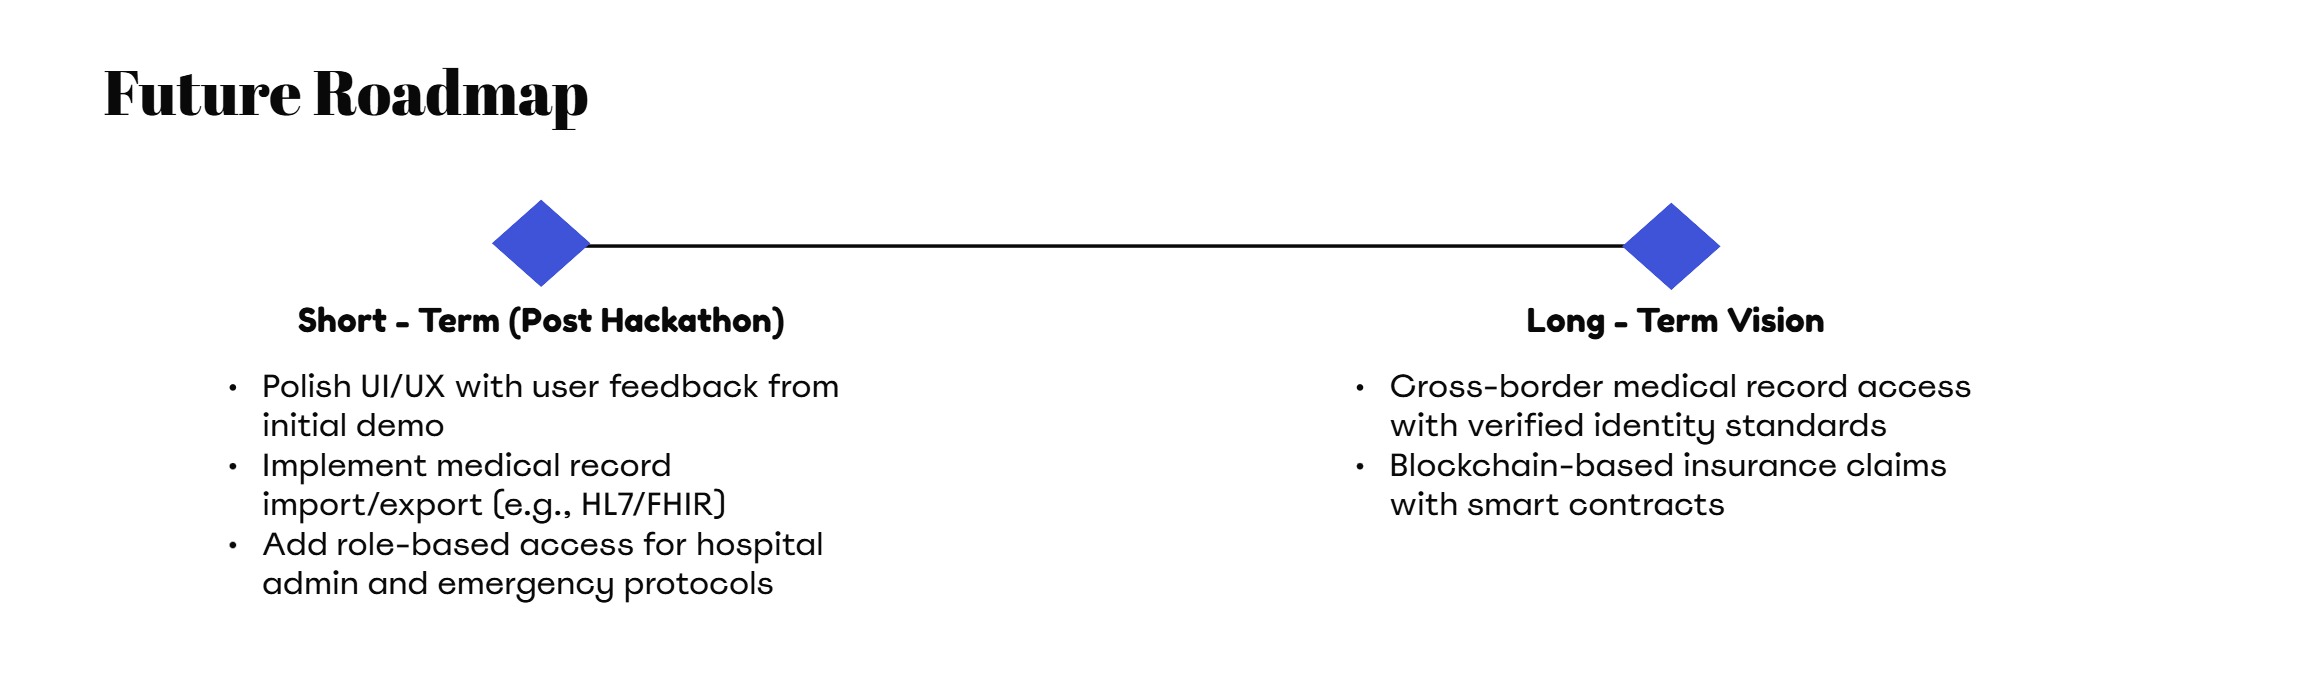 Future Roadmap
Short - Term (Post Hackathon)
• Polish UI/UX with user feedback from
initial demo
• Implement medical record
import/export (e.g., HL7/FHIR)
• Add role-based access for hospital
admin and emergency protocols
Long - Term Vision
• Cross-border medical record access
with verified identity standards
• Blockchain-based insurance claims
with smart contracts